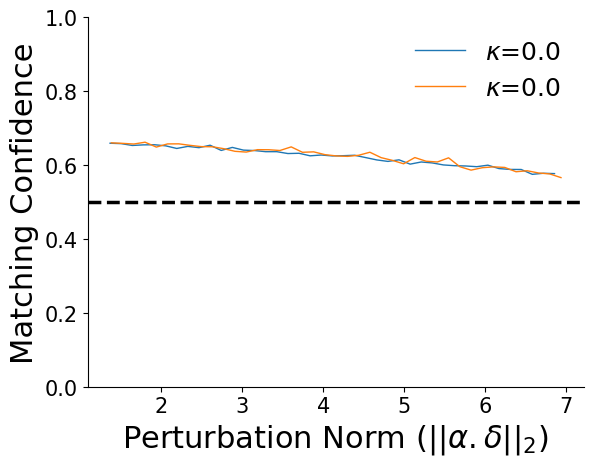 1.0
κ=0.0
κ=0.0
0.8
0.6
0.4
0.2
0.0
Matching Confidence
2 3 4 5 6 7
Perturbation Norm (||α.δ||₂)